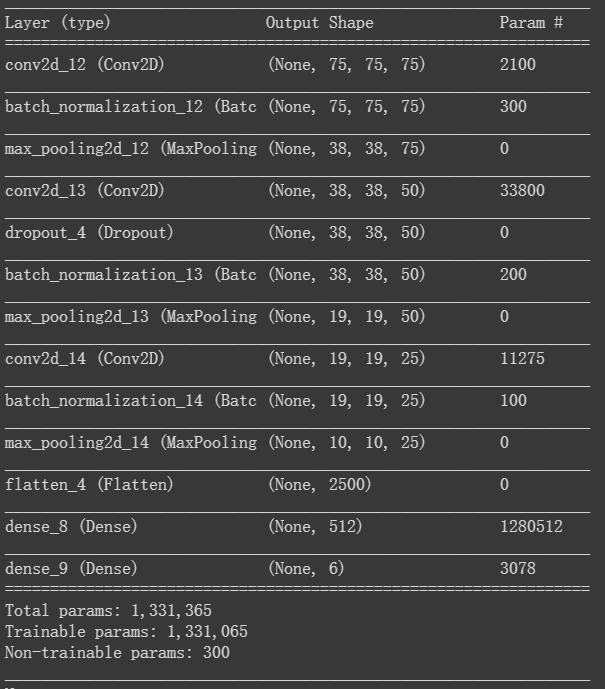 Layer (type)                 Output Shape              Param #
=================================================================
conv2d_12 (Conv2D)           (None, 75, 75, 75)        2100
batch_normalization_12 (Batc (None, 75, 75, 75)        300
max_pooling2d_12 (MaxPooling (None, 38, 38, 75)        0
conv2d_13 (Conv2D)           (None, 38, 38, 50)        33800
dropout_4 (Dropout)          (None, 38, 38, 50)        0
batch_normalization_13 (Batc (None, 38, 38, 50)        200
max_pooling2d_13 (MaxPooling (None, 19, 19, 50)        0
conv2d_14 (Conv2D)           (None, 19, 19, 25)        11275
batch_normalization_14 (Batc (None, 19, 19, 25)        100
max_pooling2d_14 (MaxPooling (None, 10, 10, 25)        0
flatten_4 (Flatten)          (None, 2500)              0
dense_8 (Dense)              (None, 512)               1280512
dense_9 (Dense)              (None, 6)                 3078
=================================================================
Total params: 1,331,365
Trainable params: 1,331,065
Non-trainable params: 300